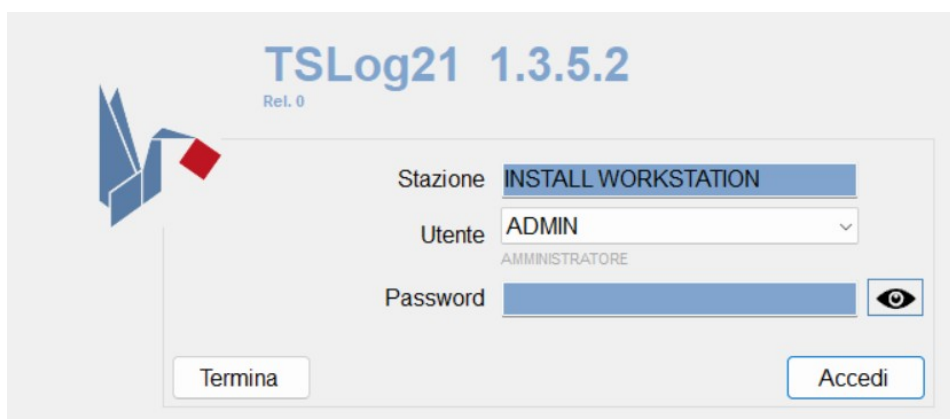 TSLog21 1.3.5.2
Rel. 0
Stazione INSTALL WORKSTATION
Utente ADMIN
AMMINISTRATORE
Password
Termina Accedi